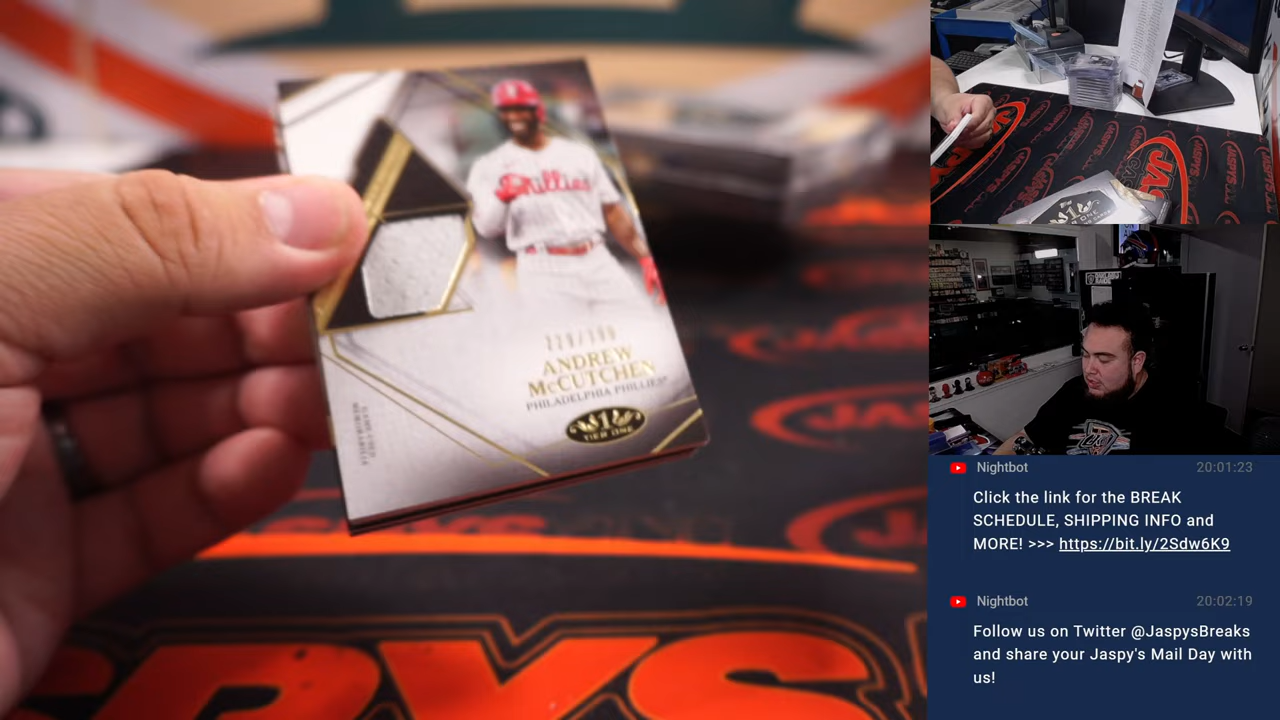 Phillies
ANDREW
McCUTCHEN
PHILADELPHIA PHILLIES
1
TIER ONE
JASPYS
Nightbot 20:01:23
Click the link for the BREAK
SCHEDULE, SHIPPING INFO and
MORE! >>> https://bit.ly/2Sdw6K9
Nightbot 20:02:19
Follow us on Twitter @JaspysBreaks
and share your Jaspy's Mail Day with
us!